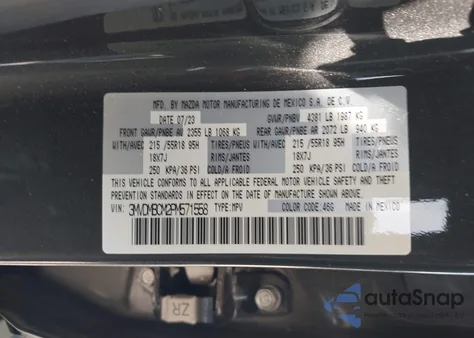 MFD. BY MAZDA MOTOR MANUFACTURING DE MEXICO S.A. DE C.V.
DATE 07/23 GVWR/PNBV 4381 LB 1987 KG
FRONT GAWR/PNBE AV 2355 LB 1068 KG REAR GAWR/PNBE AR 2072 LB 940 KG
WITH/AVEC 215 /55R18 95H TIRES/PNEUS WITH/AVEC 215 /55R18 95H TIRES/PNEUS
18X7J RIMS/JANTES 18X7J RIMS/JANTES
250 KPA/36 PSI COLD/A FROID 250 KPA/36 PSI COLD/A FROID
THIS VEHICLE CONFORMS TO ALL APPLICABLE FEDERAL MOTOR VEHICLE SAFETY AND THEFT
PREVENTION STANDARDS IN EFFECT ON THE DATE OF MANUFACTURE SHOWN ABOVE.
VIN: 3MVDMBCM2PM571558 TYPE:MPV COLOR CODE:46G MADE IN MEXICO
ZR
autoSnap